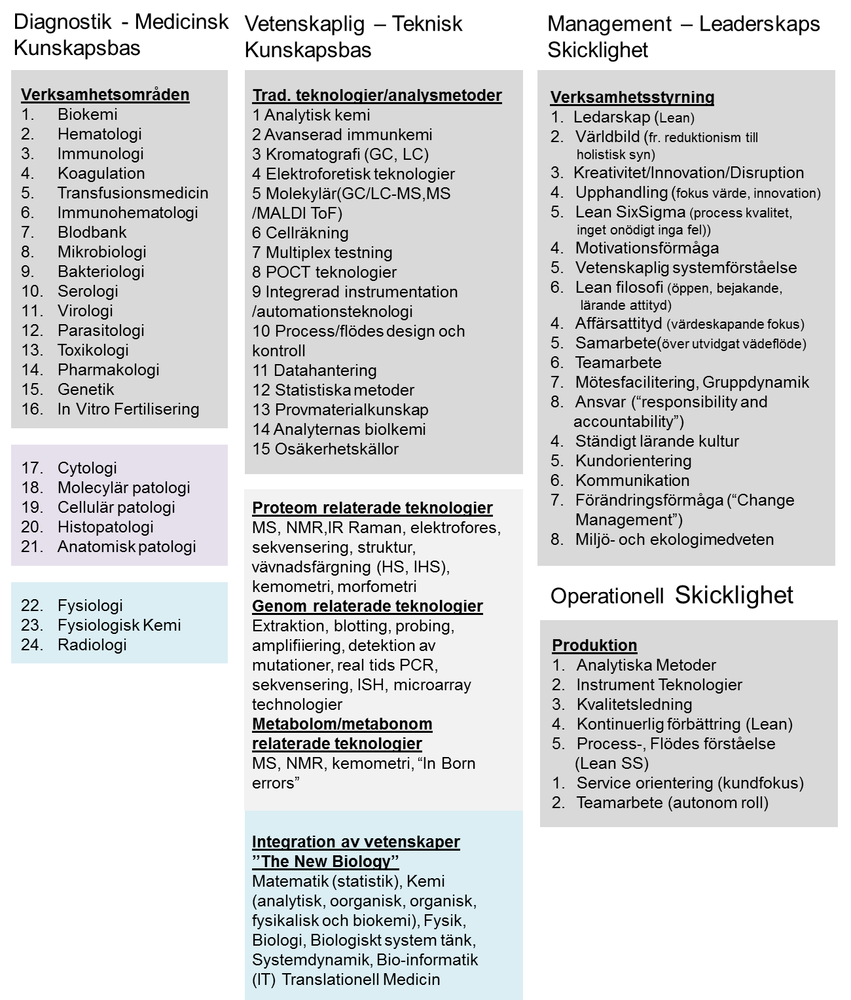 Diagnostik - Medicinsk
Kunskapsbas
Verksamhetsområden
1. Biokemi
2. Hematologi
3. Immunologi
4. Koagulation
5. Transfusionsmedicin
6. Immunohematologi
7. Blodbank
8. Mikrobiologi
9. Bakteriologi
10. Serologi
11. Virologi
12. Parasitologi
13. Toxikologi
14. Pharmakologi
15. Genetik
16. In Vitro Fertilisering
17. Cytologi
18. Molecylär patologi
19. Cellulär patologi
20. Histopatologi
21. Anatomisk patologi
22. Fysiologi
23. Fysiologisk Kemi
24. Radiologi
Vetenskaplig – Teknisk
Kunskapsbas
Trad. teknologier/analysmetoder
1 Analytisk kemi
2 Avanserad immunkemi
3 Kromatografi (GC, LC)
4 Elektroforetisk teknologier
5 Molekylär(GC/LC-MS,MS
/MALDI ToF)
6 Cellräkning
7 Multiplex testning
8 POCT teknologier
9 Integrerad instrumentation
/automationsteknologi
10 Process/flödes design och
kontroll
11 Datahantering
12 Statistiska metoder
13 Provmaterialkunskap
14 Analyternas biolkemi
15 Osäkerhetskällor
Proteom relaterade teknologier
MS, NMR,IR Raman, elektrofores,
sekvensering, struktur,
vävnadsfärgning (HS, IHS),
kemometri, morfometri
Genom relaterade teknologier
Extraktion, blotting, probing,
amplifiiering, detektion av
mutationer, real tids PCR,
sekvensering, ISH, microarray
technologier
Metabolom/metabonom
relaterade teknologier
MS, NMR, kemometri, “In Born
errors”
Integration av vetenskaper
”The New Biology”
Matematik (statistik), Kemi
(analytisk, oorganisk, organisk,
fysikalisk och biokemi), Fysik,
Biologi, Biologiskt system tänk,
Systemdynamik, Bio-informatik
(IT) Translationell Medicin
Management – Leaderskaps
Skicklighet
Verksamhetsstyrning
1. Ledarskap (Lean)
2. Världbild (fr. reduktionism till
holistisk syn)
3. Kreativitet/Innovation/Disruption
4. Upphandling (fokus värde, innovation)
5. Lean SixSigma (process kvalitet,
inget onödigt inga fel))
4. Motivationsförmåga
5. Vetenskaplig systemförståelse
6. Lean filosofi (öppen, bejakande,
lärande attityd)
4. Affärsattityd (värdeskapande fokus)
5. Samarbete(över utvidgat vädeflöde)
6. Teamarbete
7. Mötesfacilitering, Gruppdynamik
8. Ansvar (“responsibility and
accountability”)
4. Ständigt lärande kultur
5. Kundorientering
6. Kommunikation
7. Förändringsförmåga (“Change
Management”)
8. Miljö- och ekologimedveten
Operationell Skicklighet
Produktion
1. Analytiska Metoder
2. Instrument Teknologier
3. Kvalitetsledning
4. Kontinuerlig förbättring (Lean)
5. Process-, Flödes förståelse
(Lean SS)
1. Service orientering (kundfokus)
2. Teamarbete (autonom roll)